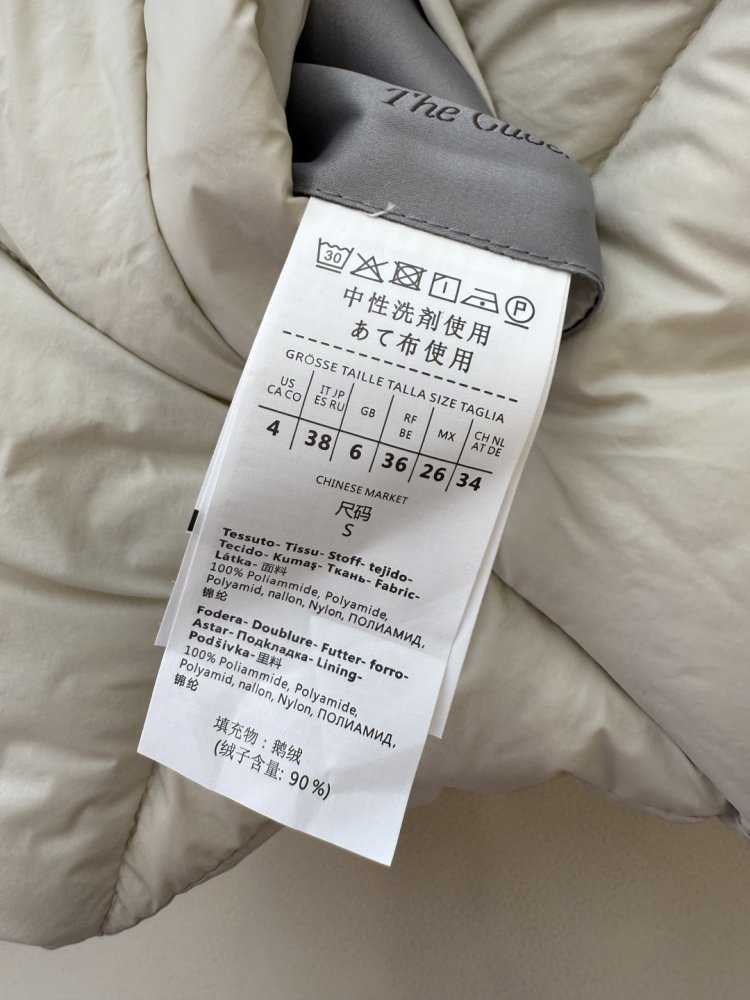 The Cube
30 P
中性洗剤使用
あて布使用
GRÖSSE TAILLE TALLA SIZE TAGLIA
US CA CO
IT JP ES RU
GB
RF BE
MX
CH NL AT DE
4 38 6 36 26 34
CHINESE MARKET
尺码
S
Tessuto- Tissu- Stoff- tejido-
Tecido- Kumaş- Ткань- Fabric-
Látka- 面料
100% Poliammide, Polyamide,
Polyamid, nallon, Nylon, ПОЛИАМИД,
锦纶
Fodera- Doublure- Futter- forro-
Astar- Подкладка- Lining-
Podšivka- 里料
100% Poliammide, Polyamide,
Polyamid, nallon, Nylon, ПОЛИАМИД,
锦纶
填充物：鹅绒
(绒子含量: 90%)